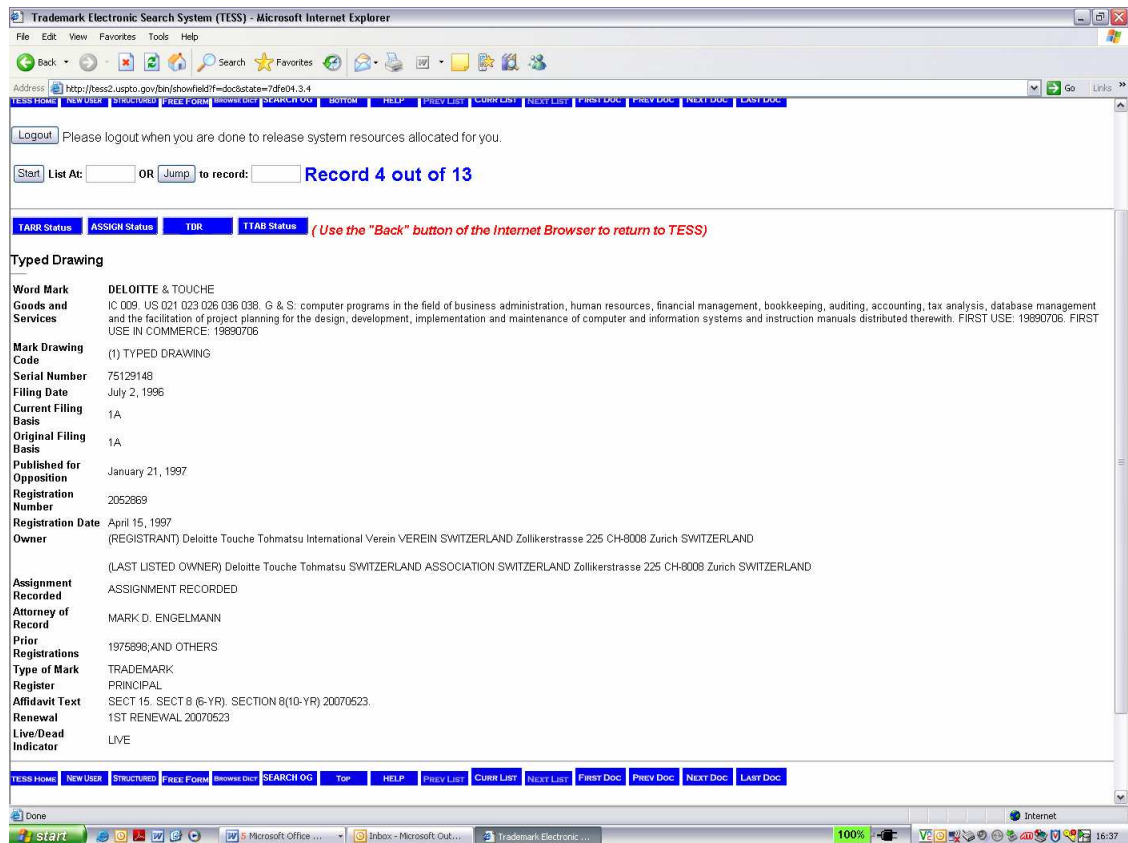 Trademark Electronic Search System (TESS) - Microsoft Internet Explorer
File Edit View Favorites Tools Help
Back Search Favorites
Address http://tess2.uspto.gov/bin/showfield?f=doc&state=7dfe04.3.4 Go Links »
TESS HOME NEW USER STRUCTURED FREE FORM BROWSE DICT SEARCH OG BOTTOM HELP PREV LIST CURR LIST NEXT LIST FIRST DOC PREV DOC NEXT DOC LAST DOC
Logout Please logout when you are done to release system resources allocated for you.
Start List At: OR Jump to record: Record 4 out of 13
TARR Status ASSIGN Status TDR TTAB Status ( Use the "Back" button of the Internet Browser to return to TESS)
Typed Drawing
Word Mark DELOITTE & TOUCHE
Goods and Services IC 009. US 021 023 026 036 038. G & S: computer programs in the field of business administration, human resources, financial management, bookkeeping, auditing, accounting, tax analysis, database management
and the facilitation of project planning for the design, development, implementation and maintenance of computer and information systems and instruction manuals distributed therewith. FIRST USE: 19890706. FIRST
USE IN COMMERCE: 19890706
Mark Drawing Code (1) TYPED DRAWING
Serial Number 75129148
Filing Date July 2, 1996
Current Filing Basis 1A
Original Filing Basis 1A
Published for Opposition January 21, 1997
Registration Number 2052869
Registration Date April 15, 1997
Owner (REGISTRANT) Deloitte Touche Tohmatsu International Verein VEREIN SWITZERLAND Zollikerstrasse 225 CH-8008 Zurich SWITZERLAND
(LAST LISTED OWNER) Deloitte Touche Tohmatsu SWITZERLAND ASSOCIATION SWITZERLAND Zollikerstrasse 225 CH-8008 Zurich SWITZERLAND
Assignment Recorded ASSIGNMENT RECORDED
Attorney of Record MARK D. ENGELMANN
Prior Registrations 1975898;AND OTHERS
Type of Mark TRADEMARK
Register PRINCIPAL
Affidavit Text SECT 15. SECT 8 (6-YR). SECTION 8(10-YR) 20070523.
Renewal 1ST RENEWAL 20070523
Live/Dead Indicator LIVE
TESS HOME NEW USER STRUCTURED FREE FORM BROWSE DICT SEARCH OG TOP HELP PREV LIST CURR LIST NEXT LIST FIRST DOC PREV DOC NEXT DOC LAST DOC
Done Internet
start 5 Microsoft Office ... Inbox - Microsoft Out... Trademark Electronic ... 100% 16:37